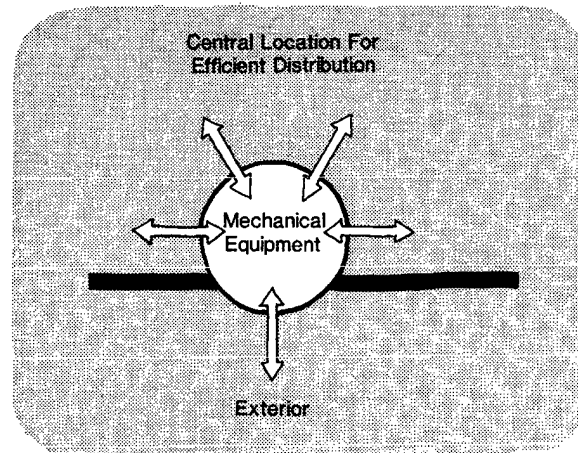 Central Location For
Efficient Distribution
Mechanical
Equipment
Exterior